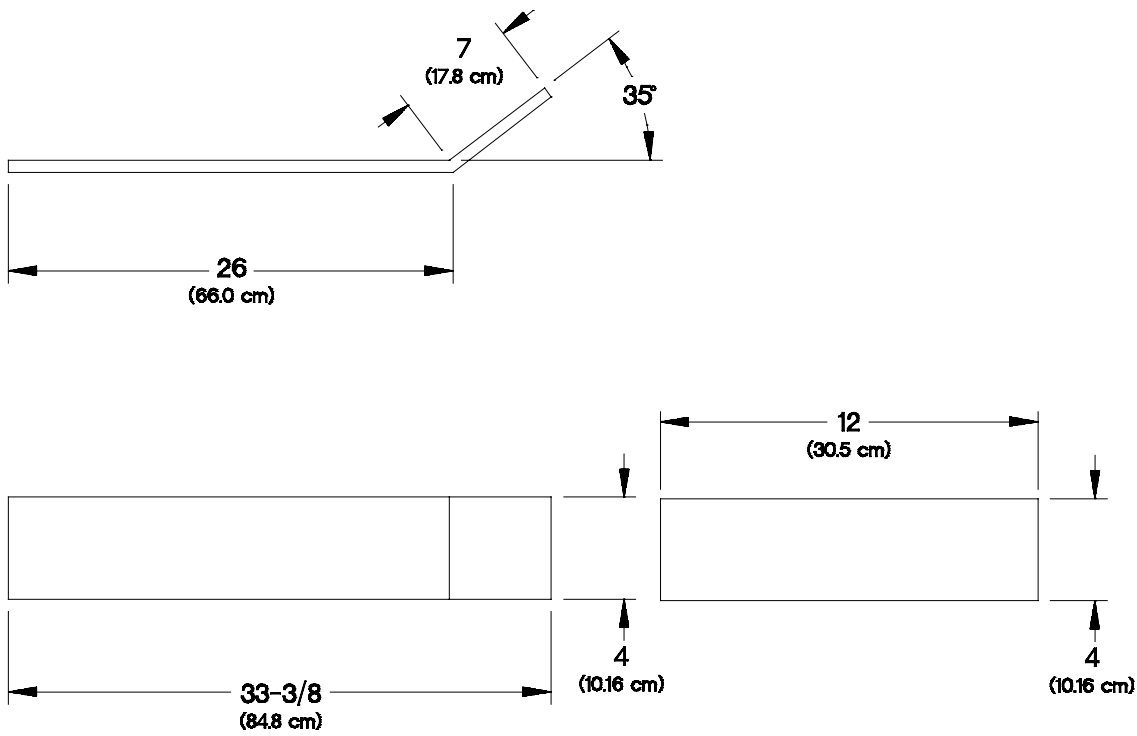 7
(17.8 cm)
35°
26
(66.0 cm)
12
(30.5 cm)
4
(10.16 cm)
4
(10.16 cm)
33-3/8
(84.8 cm)